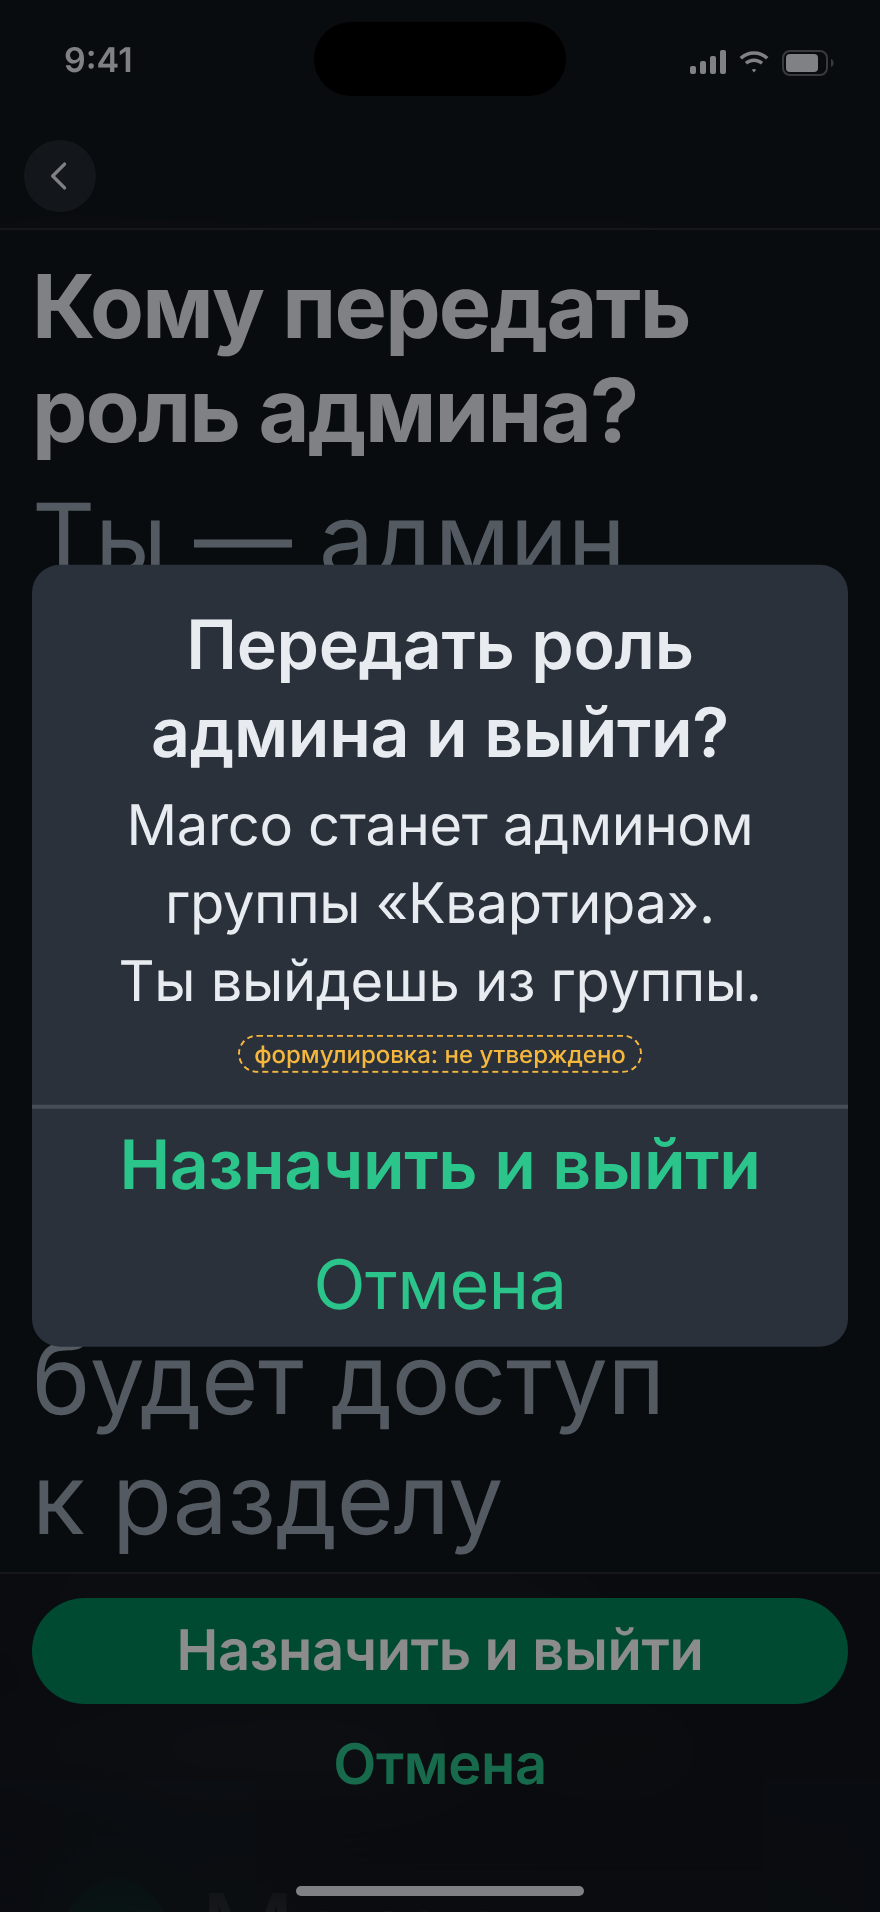 9:41
Кому передать
роль админа?
Ты — админ
Передать роль
админа и выйти?
Marco станет админом
группы «Квартира».
Ты выйдешь из группы.
формулировка: не утверждено
Назначить и выйти
Отмена
будет доступ
к разделу
Назначить и выйти
Отмена